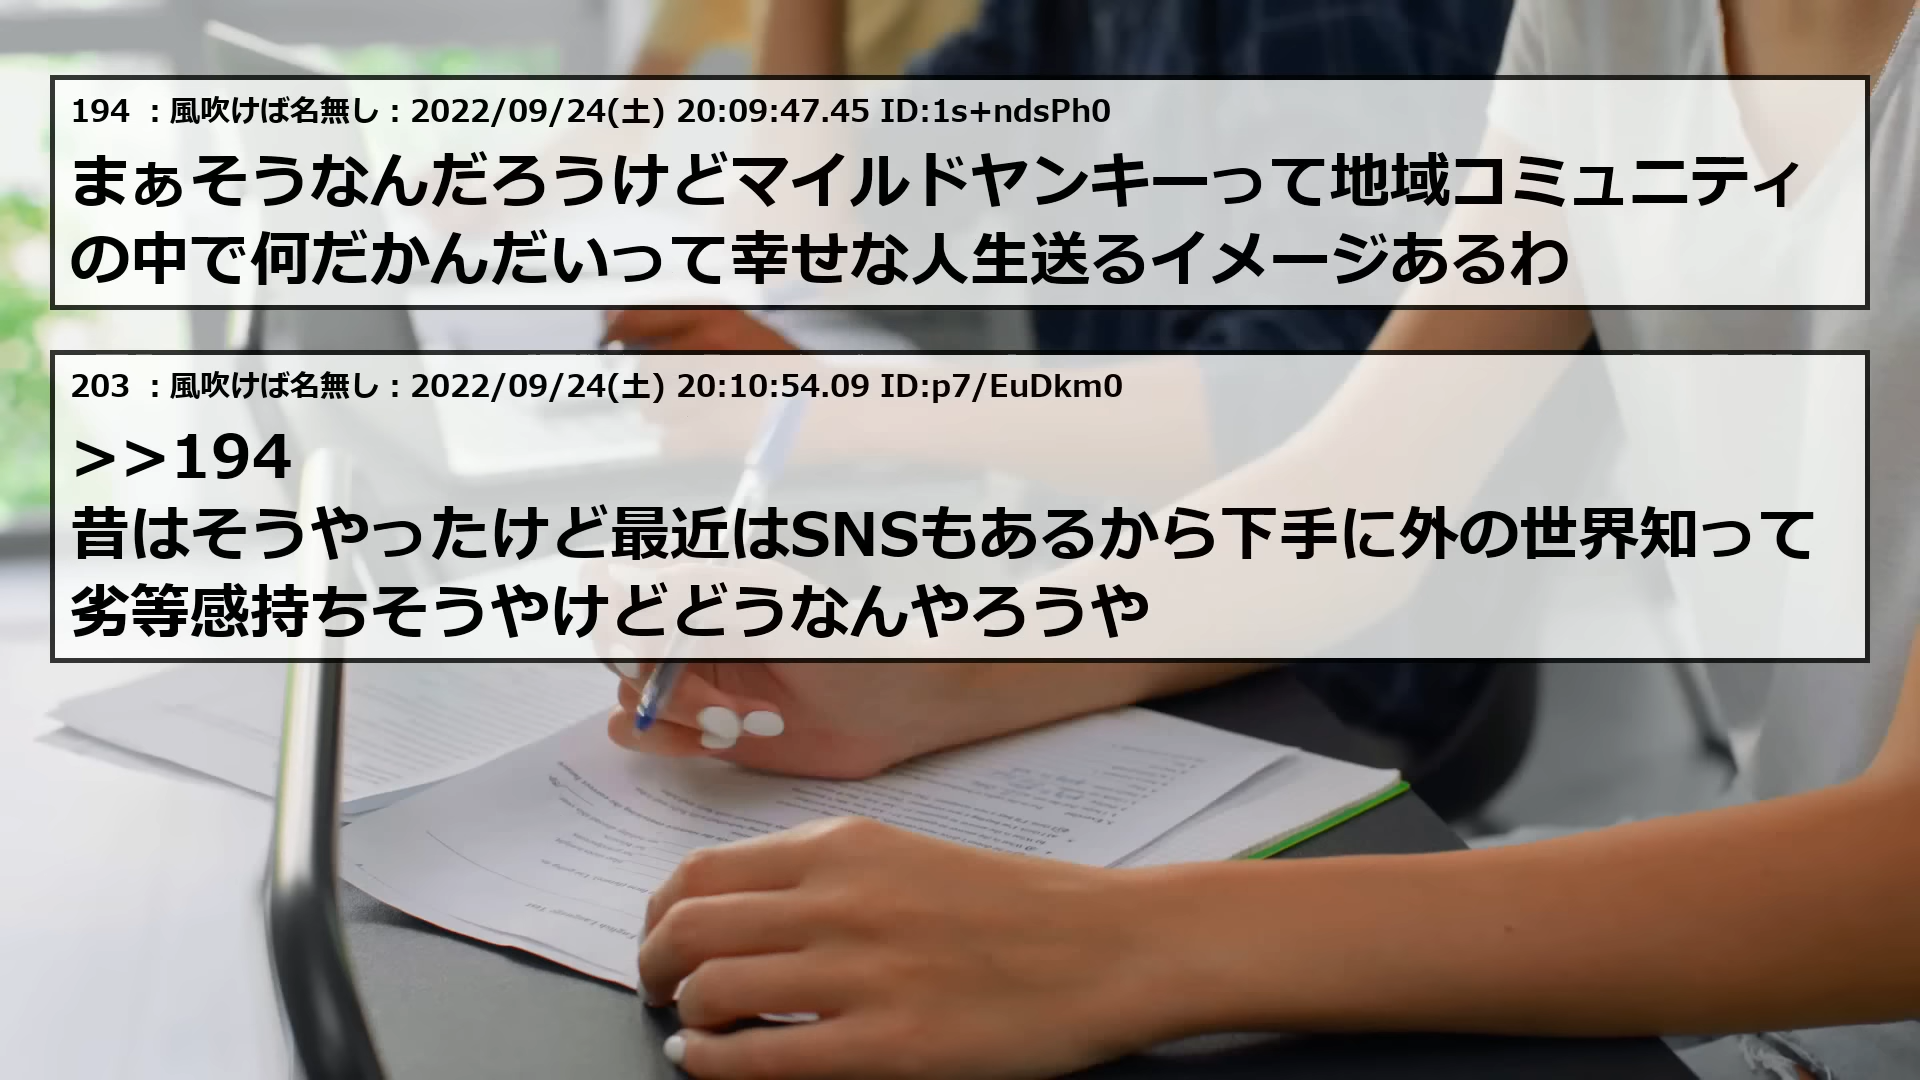 194 ：風吹けば名無し：2022/09/24(土) 20:09:47.45 ID:1s+ndsPh0
まぁそうなんだろうけどマイルドヤンキーって地域コミュニティ
の中で何だかんだいって幸せな人生送るイメージあるわ
203 ：風吹けば名無し：2022/09/24(土) 20:10:54.09 ID:p7/EuDkm0
>>194
昔はそうやったけど最近はSNSもあるから下手に外の世界知って
劣等感持ちそうやけどどうなんやろうや